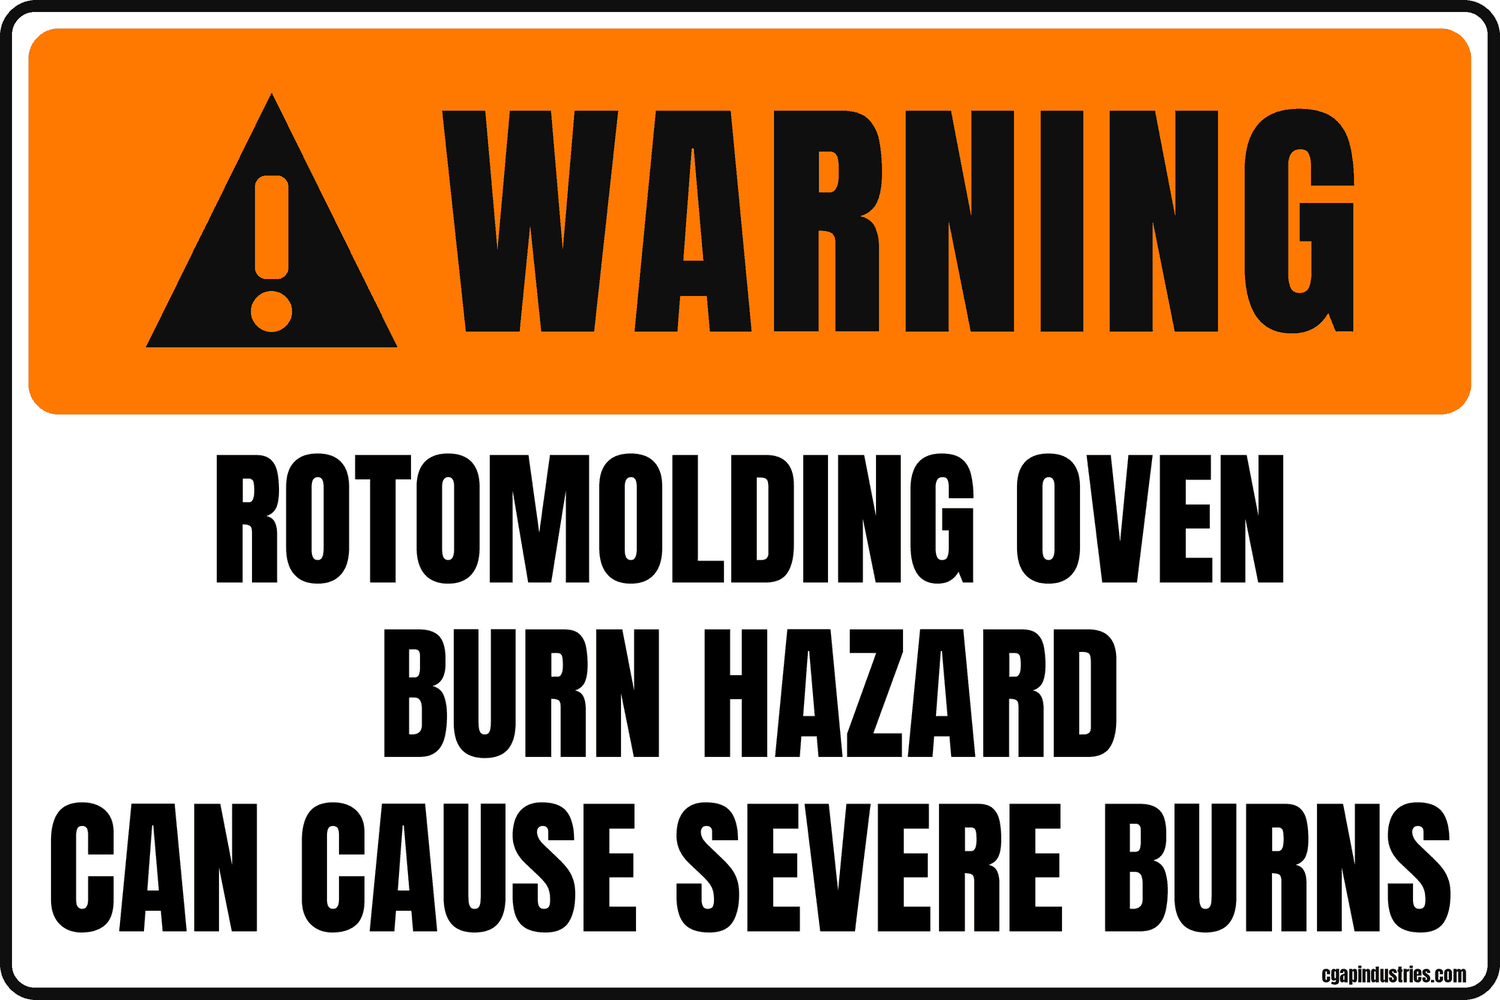 WARNING
ROTOMOLDING OVEN
BURN HAZARD
CAN CAUSE SEVERE BURNS
cgapindustries.com